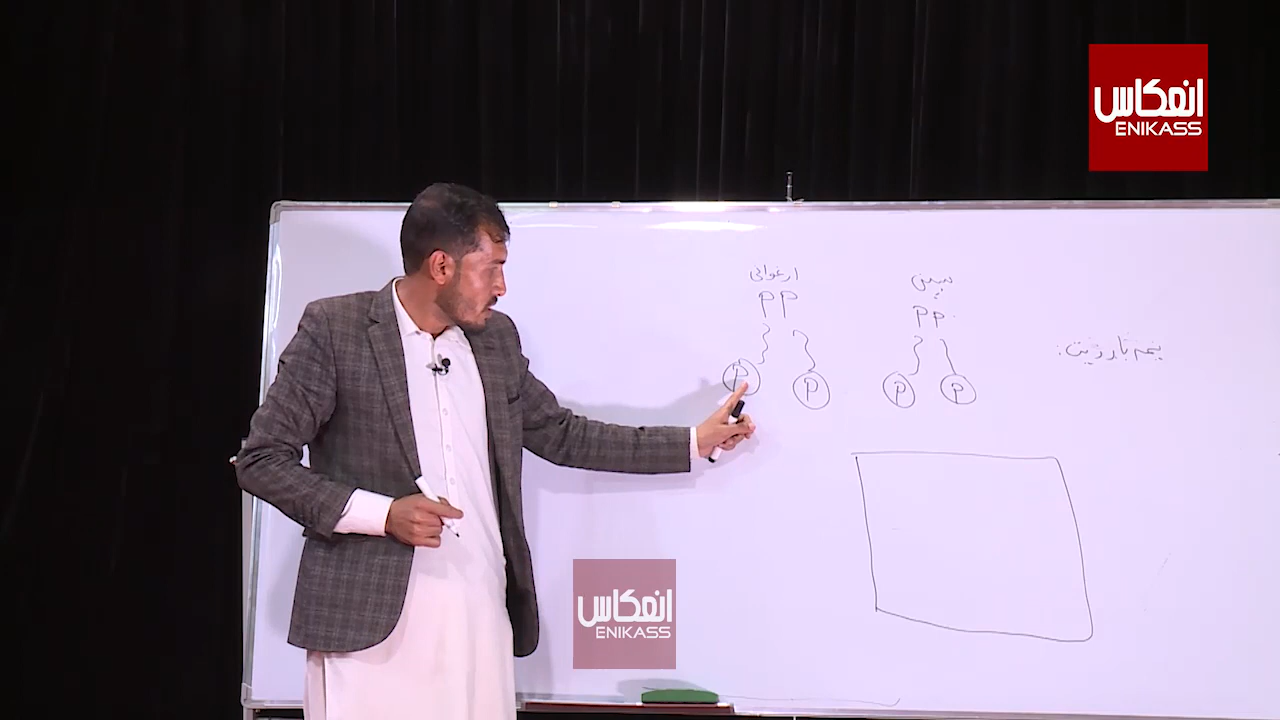 انعکاس
ENIKASS
ارغوانی
سپین
PP
pp
P
P
p
p
نیمه بارزیت:
انعکاس
ENIKASS